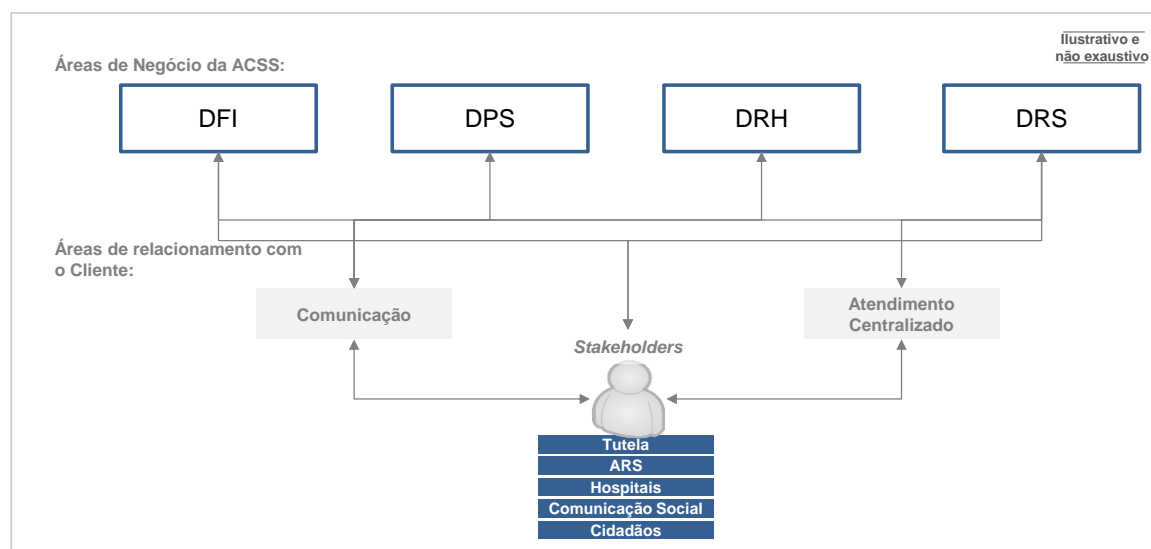 Ilustrativo e
não exaustivo
Áreas de Negócio da ACSS:
DFI
DPS
DRH
DRS
Áreas de relacionamento com
o Cliente:
Comunicação
Atendimento
Centralizado
Stakeholders
Tutela
ARS
Hospitais
Comunicação Social
Cidadãos